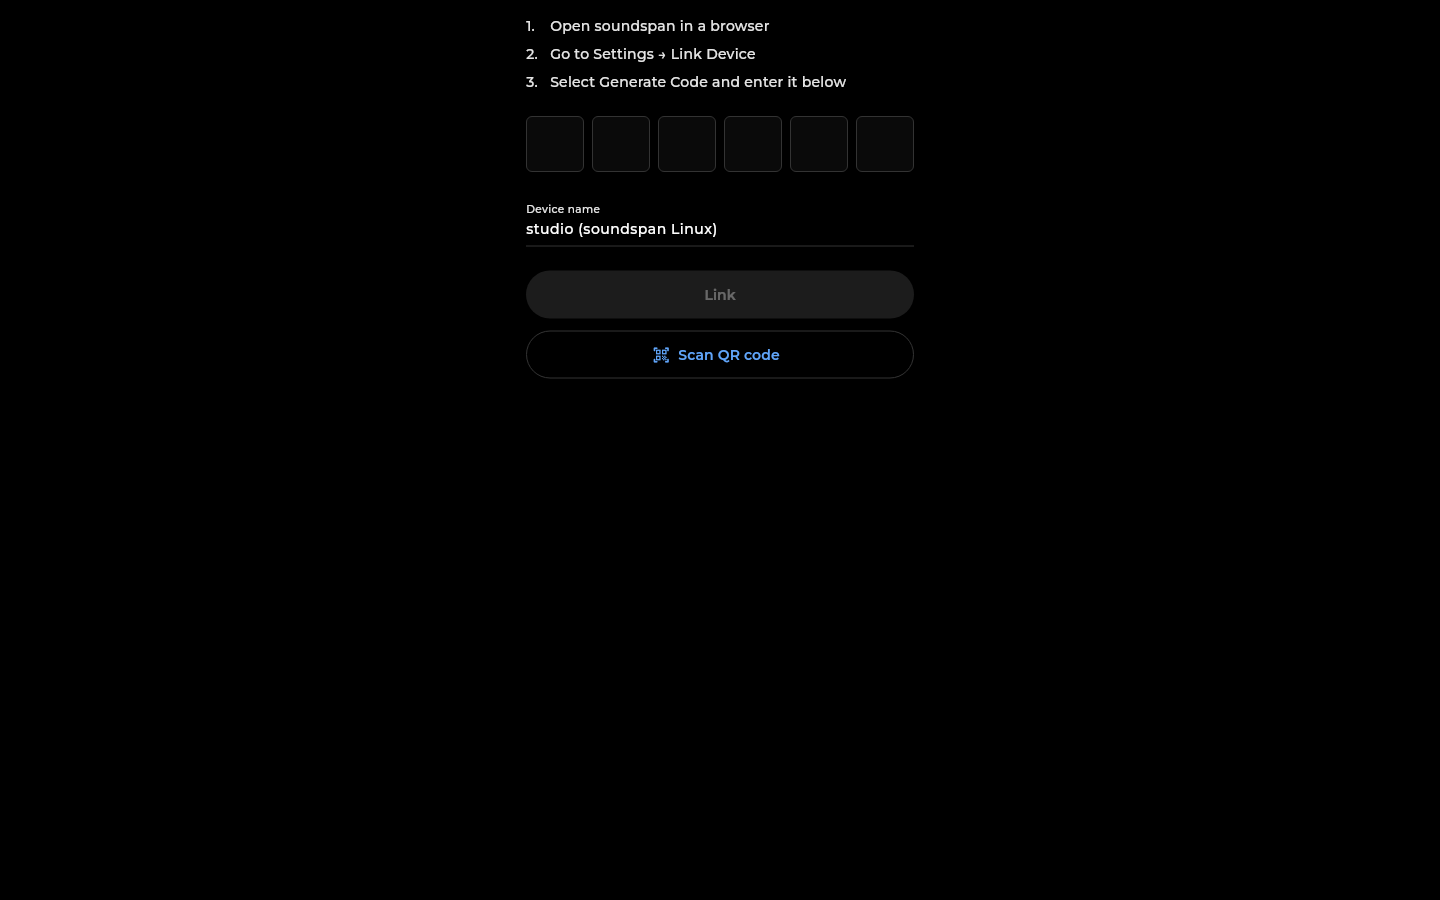 1. Open soundspan in a browser
2. Go to Settings → Link Device
3. Select Generate Code and enter it below
Device name
studio (soundspan Linux)
Link
Scan QR code